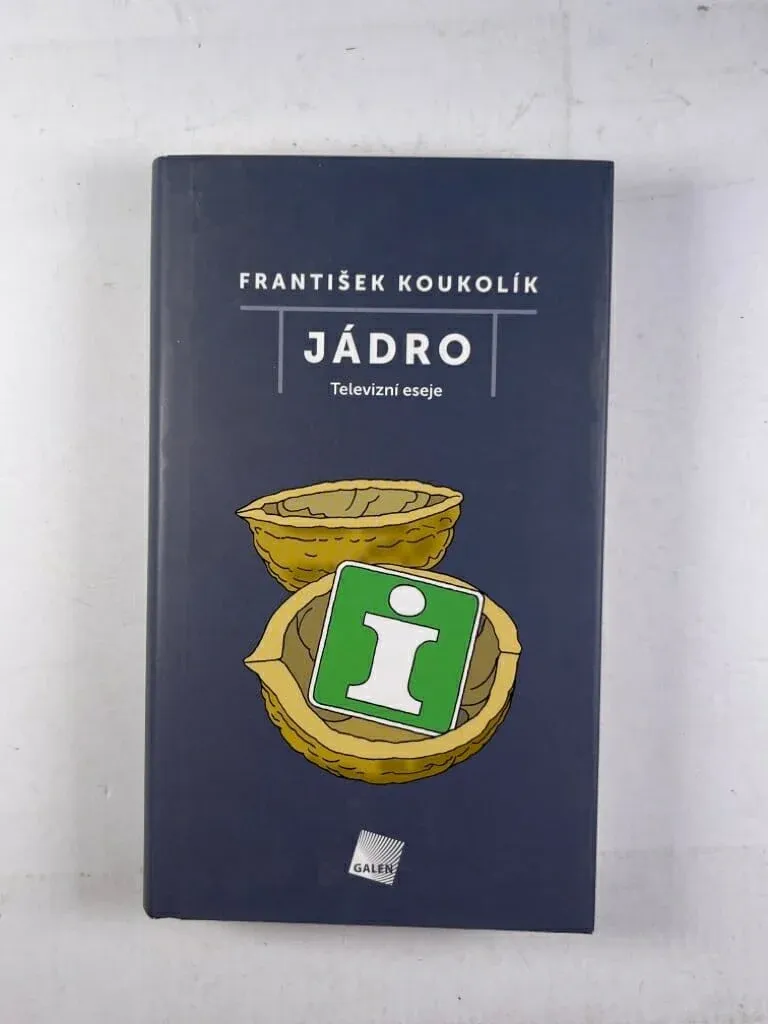 FRANTIŠEK KOUKOLÍK
JÁDRO
Televizní eseje
i
GALEN